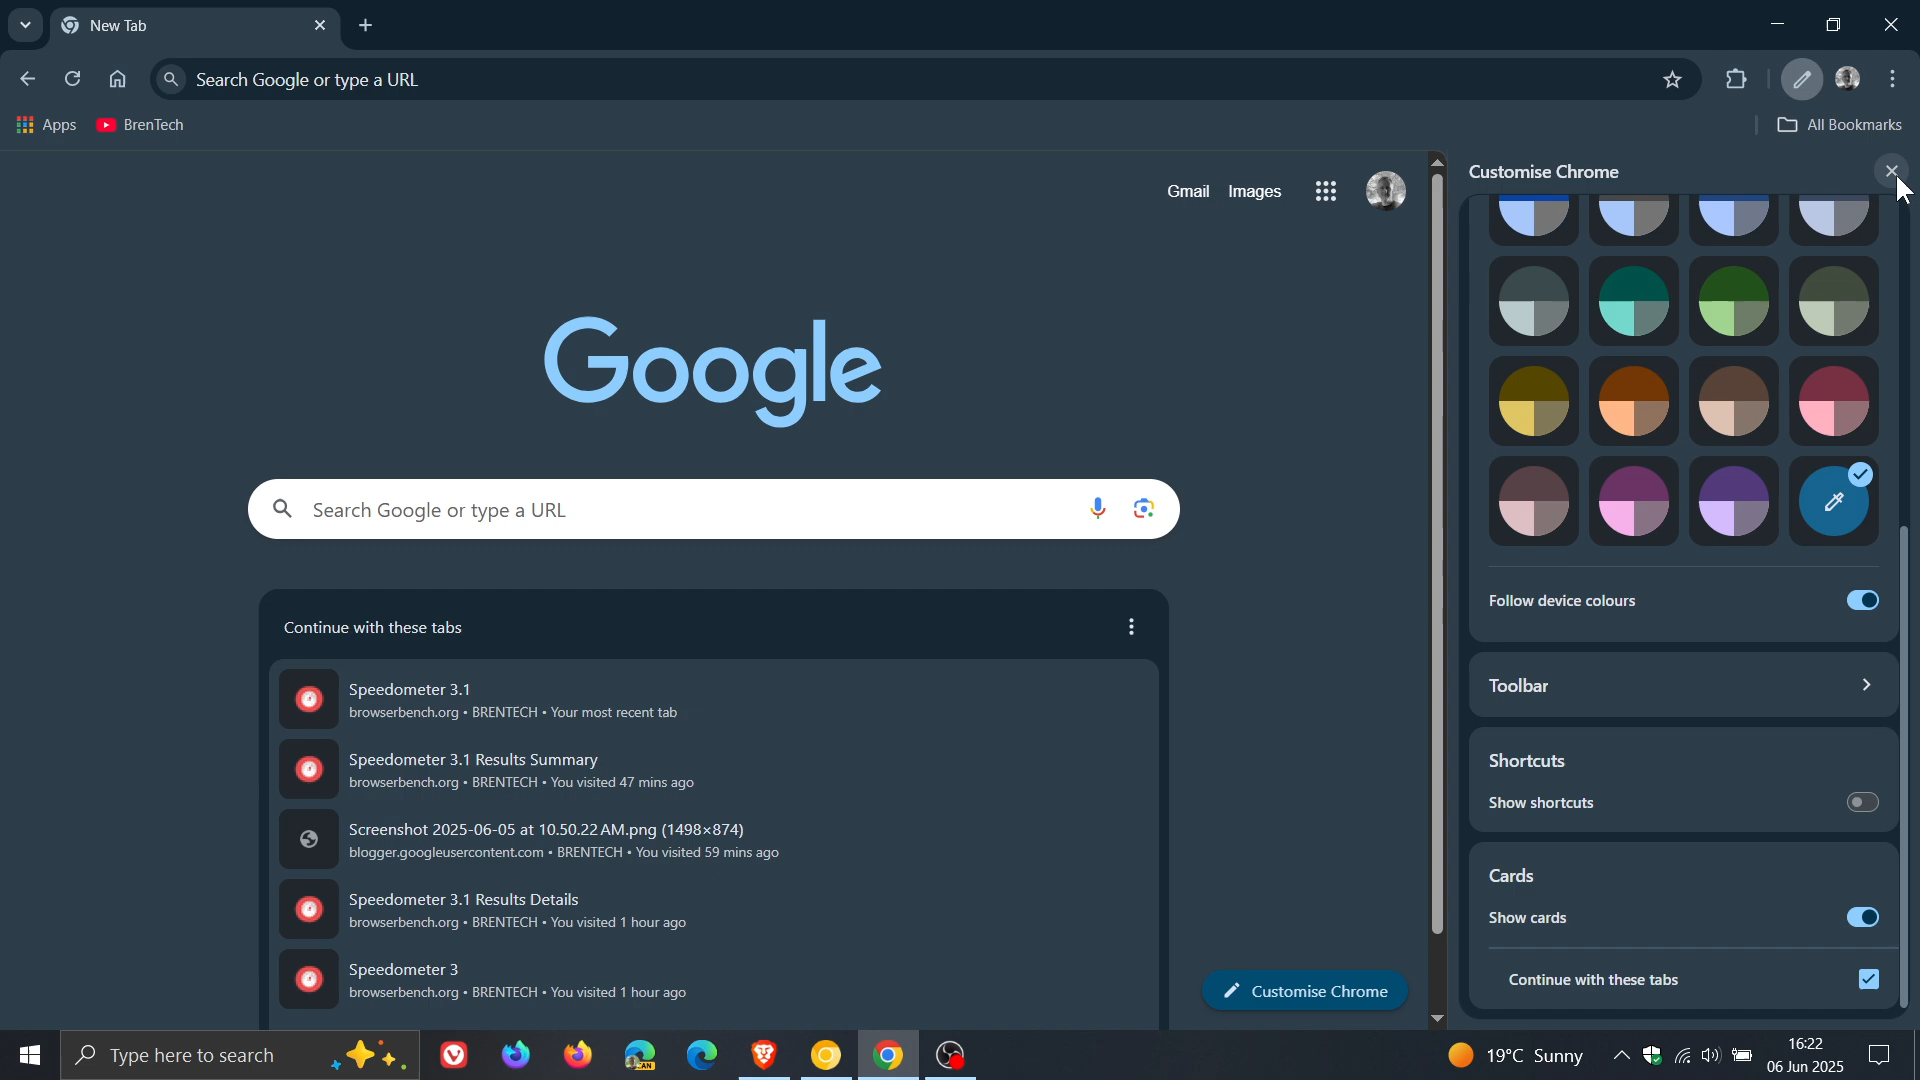 New Tab
Search Google or type a URL
Apps
BrenTech
All Bookmarks
Gmail
Images
Google
Search Google or type a URL
Continue with these tabs
Speedometer 3.1
browserbench.org • BRENTECH • Your most recent tab
Speedometer 3.1 Results Summary
browserbench.org • BRENTECH • You visited 47 mins ago
Screenshot 2025-06-05 at 10.50.22 AM.png (1498×874)
blogger.googleusercontent.com • BRENTECH • You visited 59 mins ago
Speedometer 3.1 Results Details
browserbench.org • BRENTECH • You visited 1 hour ago
Speedometer 3
browserbench.org • BRENTECH • You visited 1 hour ago
Customise Chrome
Customise Chrome
Follow device colours
Toolbar
Shortcuts
Show shortcuts
Cards
Show cards
Continue with these tabs
Type here to search
19°C Sunny
16:22
06 Jun 2025